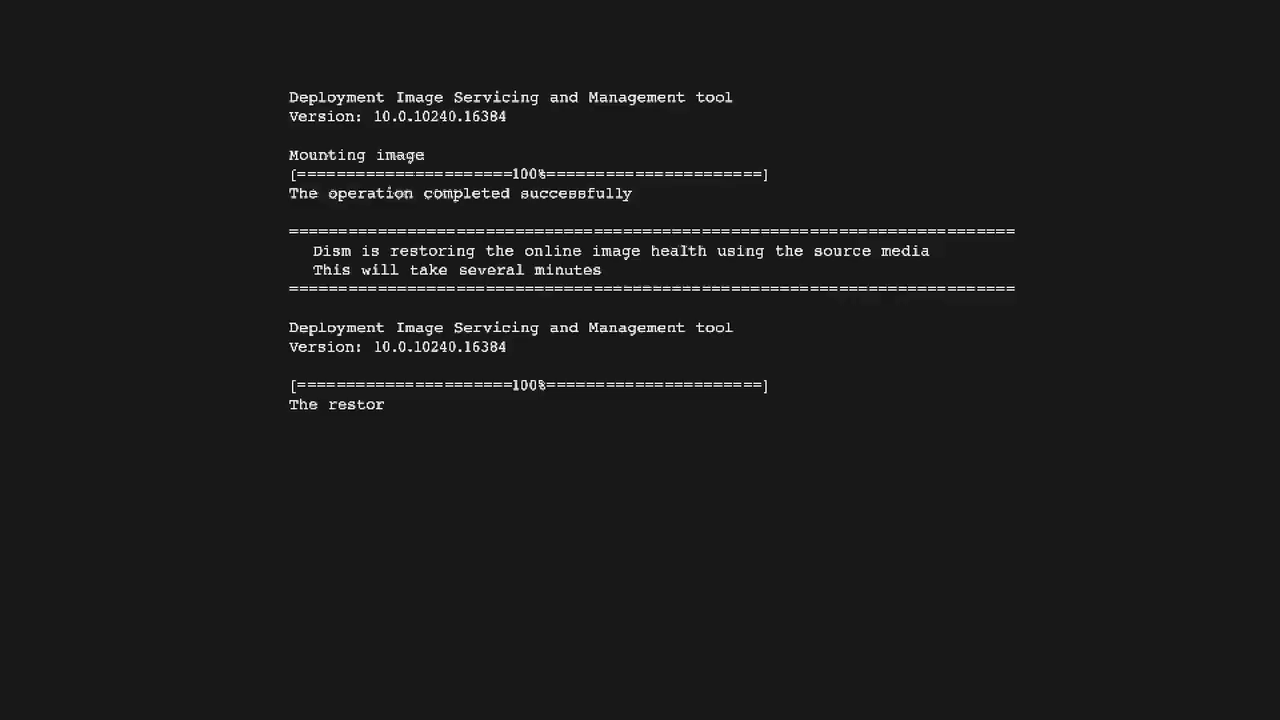 Deployment Image Servicing and Management tool
Version: 10.0.10240.16384
Mounting image
[======================100%======================]
The operation completed successfully
===========================================================================
Dism is restoring the online image health using the source media
This will take several minutes
===========================================================================
Deployment Image Servicing and Management tool
Version: 10.0.10240.16384
[======================100%======================]
The restor